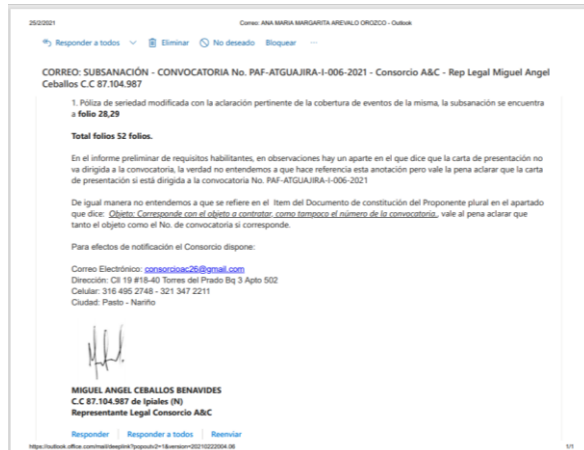 25/2/2021
Correo: ANA MARIA MARGARITA AREVALO OROZCO - Outlook
Responder a todos
Eliminar
No deseado
Bloquear
...
CORREO: SUBSANACIÓN - CONVOCATORIA No. PAF-ATGUAJIRA-I-006-2021 - Consorcio A&C - Rep Legal Miguel Angel
Ceballos C.C 87.104.987
1. Póliza de seriedad modificada con la aclaración pertinente de la cobertura de eventos de la misma, la subsanación se encuentra
a folio 28,29
Total folios 52 folios.
En el informe preliminar de requisitos habilitantes, en observaciones hay un aparte en el que dice que la carta de presentación no
va dirigida a la convocatoria, la verdad no entendemos a que hace referencia esta anotación pero vale la pena aclarar que la carta
de presentación si está dirigida a la convocatoria No. PAF-ATGUAJIRA-I-006-2021
De igual manera no entendemos a que se refiere en el Item del Documento de constitución del Proponente plural en el apartado
que dice: Objeto: Corresponde con el objeto a contratar, como tampoco el número de la convocatoria., vale al pena aclarar que
tanto el objeto como el No. de convocatoria si corresponde.
Para efectos de notificación el Consorcio dispone:
Correo Electrónico: consorcioac26@gmail.com
Dirección: Cll 19 #18-40 Torres del Prado Bq 3 Apto 502
Celular: 316 495 2748 - 321 347 2211
Ciudad: Pasto - Nariño
MIGUEL ANGEL CEBALLOS BENAVIDES
C.C 87.104.987 de Ipiales (N)
Representante Legal Consorcio A&C
Responder
Responder a todos
Reenviar
https://outlook.office.com/mail/deeplink?popoutv2=1&version=20210222004.06
1/1